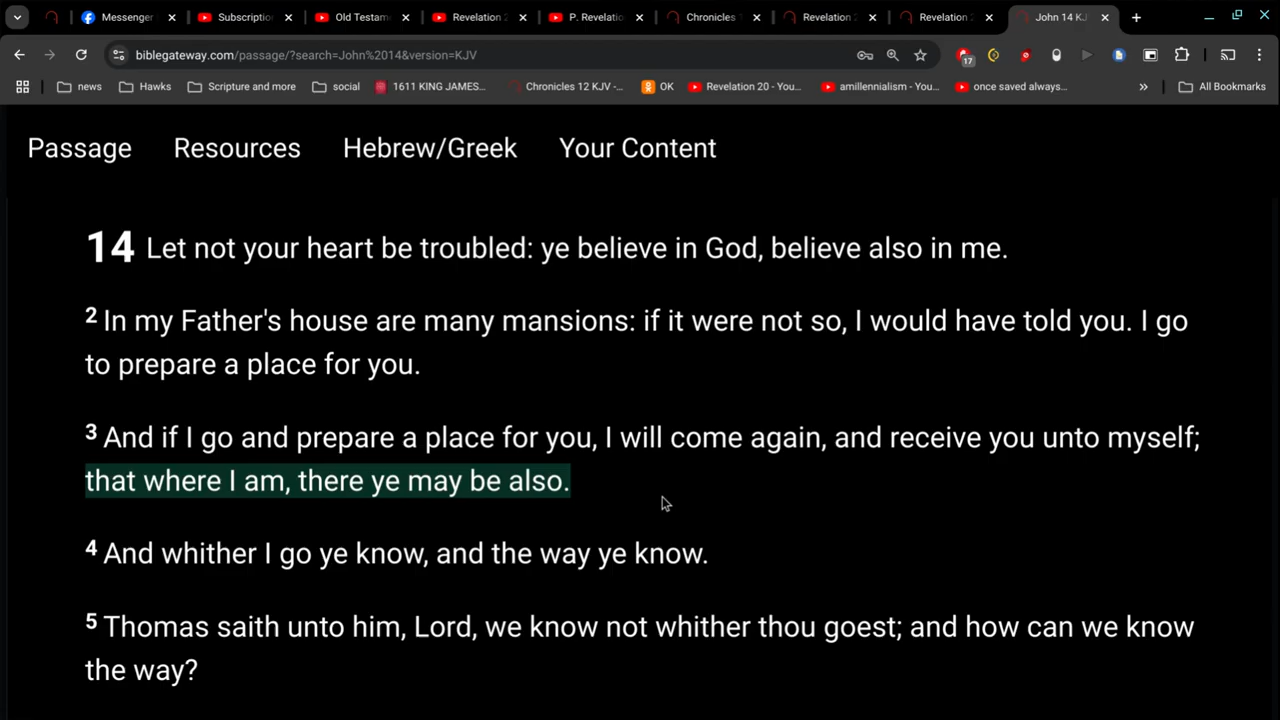 Messenger
Subscriptio
Old Testam
Revelation 2
P. Revelatio
Chronicles 1
Revelation 2
Revelation 2
John 14 KJ
biblegateway.com/passage/?search=John%2014&version=KJV
17
news
Hawks
Scripture and more
social
1611 KING JAMES...
Chronicles 12 KJV -...
OK
Revelation 20 - You...
amillennialism - You...
once saved always...
All Bookmarks
Passage
Resources
Hebrew/Greek
Your Content
14 Let not your heart be troubled: ye believe in God, believe also in me.
2 In my Father's house are many mansions: if it were not so, I would have told you. I go
to prepare a place for you.
3 And if I go and prepare a place for you, I will come again, and receive you unto myself;
that where I am, there ye may be also.
4 And whither I go ye know, and the way ye know.
5 Thomas saith unto him, Lord, we know not whither thou goest; and how can we know
the way?